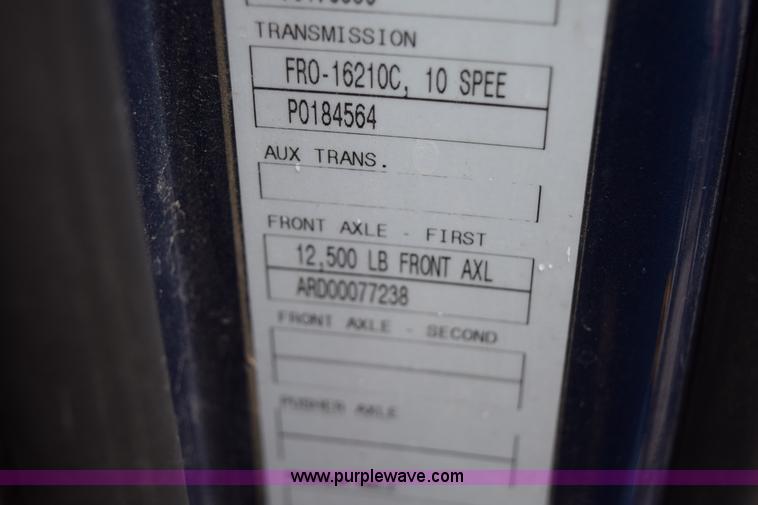 TRANSMISSION
FRO-16210C, 10 SPEE
P0184564
AUX TRANS.
FRONT AXLE - FIRST
12,500 LB FRONT AXL
ARD00077238
FRONT AXLE - SECOND
PUSHER AXLE
www.purplewave.com